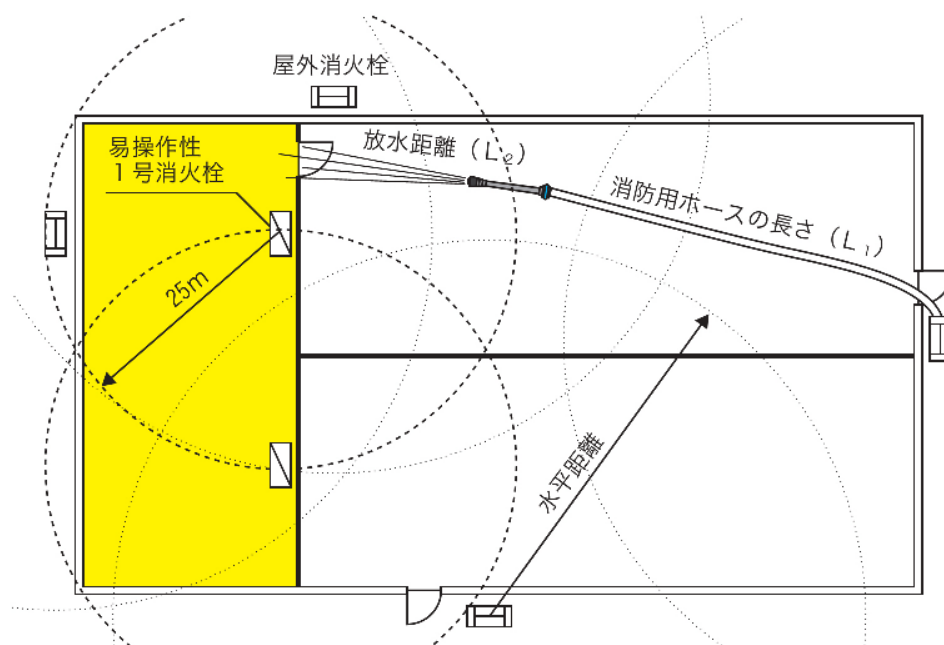 屋外消火栓
易操作性
1号消火栓
放水距離（L₂）
消防用ホースの長さ（L₁）
25m
水平距離